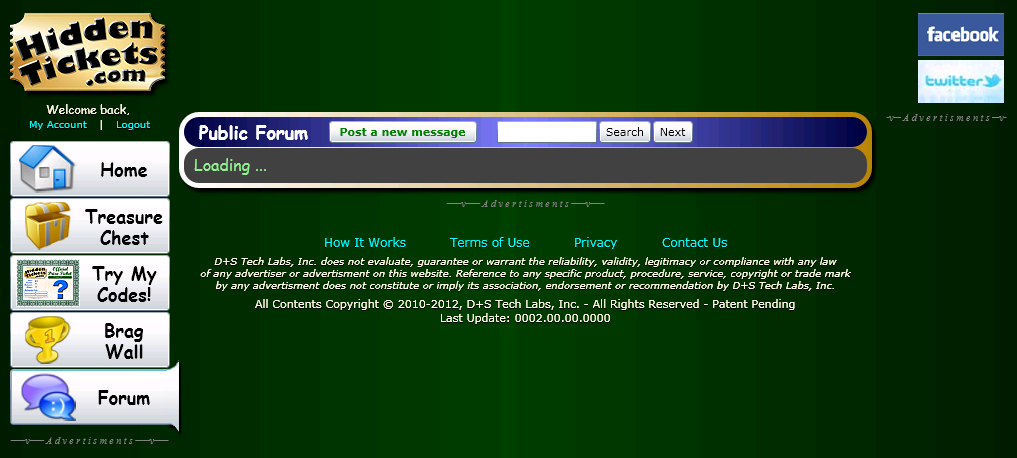 Hidden
Tickets
.com
Welcome back,
My Account | Logout
Home
Treasure
Chest
Try My
Codes!
Brag
Wall
Forum
Advertisments
Public Forum Post a new message Search Next
Loading ...
Advertisments
How It Works Terms of Use Privacy Contact Us
D+S Tech Labs, Inc. does not evaluate, guarantee or warrant the reliability, validity, legitimacy or compliance with any law
of any advertiser or advertisment on this website. Reference to any specific product, procedure, service, copyright or trade mark
by any advertisment does not constitute or imply its association, endorsement or recommendation by D+S Tech Labs, Inc.
All Contents Copyright © 2010-2012, D+S Tech Labs, Inc. - All Rights Reserved - Patent Pending
Last Update: 0002.00.00.0000
facebook
twitter
Advertisments